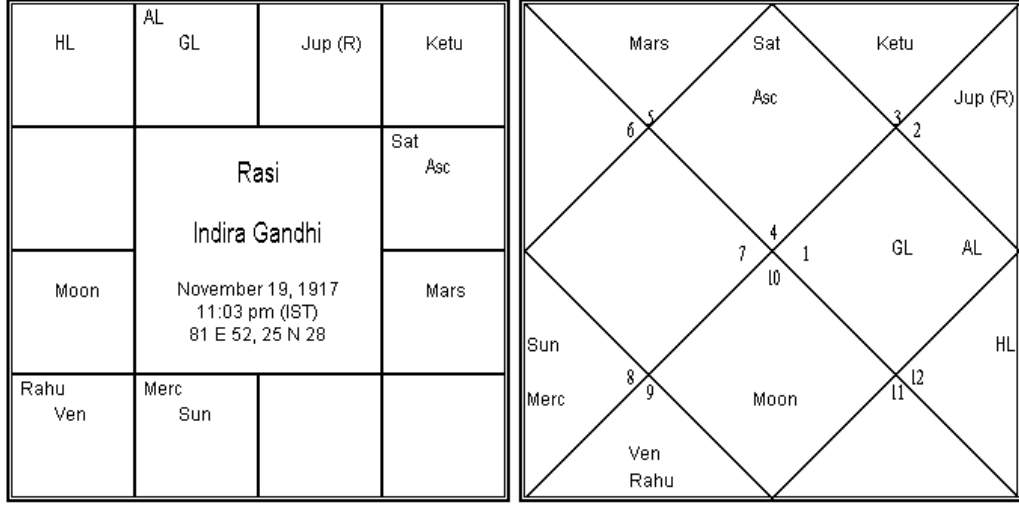 HL
AL
GL
Jup (R)
Ketu
Sat
Asc
Rasi
Indira Gandhi
November 19, 1917
11:03 pm (IST)
81 E 52, 25 N 28
Moon
Mars
Rahu
Ven
Merc
Sun
Mars
Sat
Ketu
Asc
Jup (R)
5
6
3
2
4
7
1
10
GL
AL
Sun
HL
8
9
12
11
Merc
Moon
Ven
Rahu